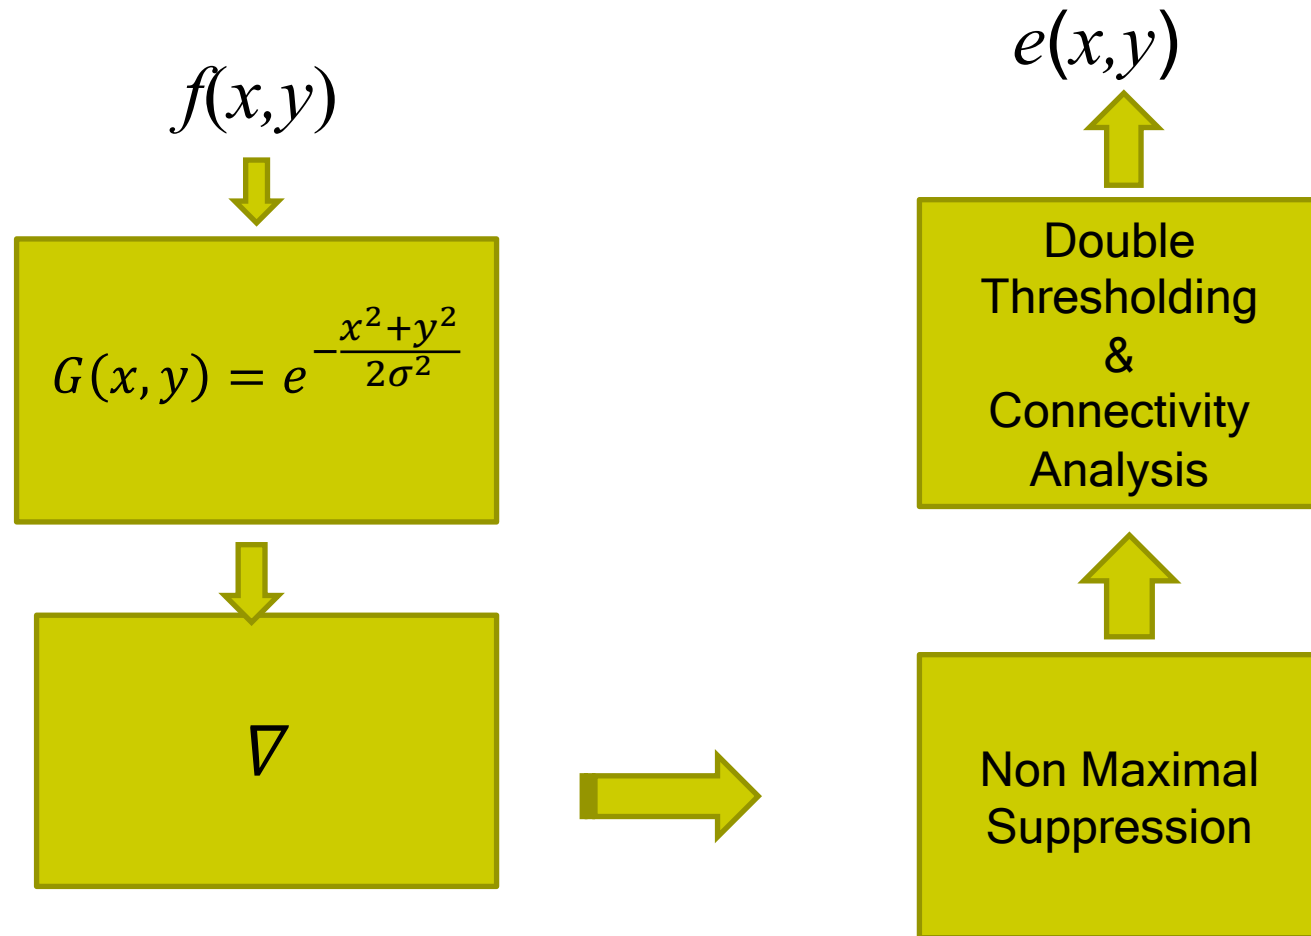 f(x,y)
G(x, y) = e^{-\frac{x^2+y^2}{2\sigma^2}}
∇
Non Maximal
Suppression
Double
Thresholding
&
Connectivity
Analysis
e(x,y)